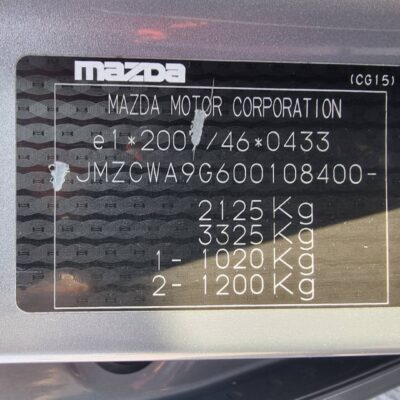 mazda
(CG15)
MAZDA MOTOR CORPORATION
e1*200 /46*0433
JMZCWA9G600108400-
2125 Kg
3325 Kg
1- 1020 Kg
2- 1200 Kg